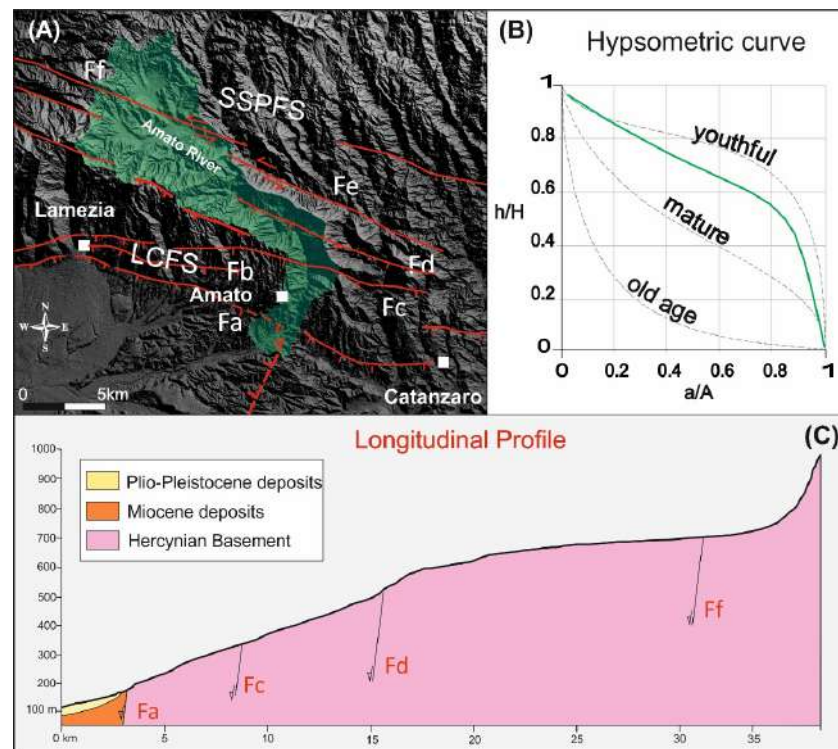 (A)
Ff
SSPFS
Amato River
Fe
Lamezia
LCFS
Fb
Fd
Amato
Fc
Fa
N
W E
S
0 5km
Catanzaro
(B)
Hypsometric curve
1
0.8
0.6
h/H
0.4
0.2
0
youthful
mature
old age
0 0.2 0.4 0.6 0.8 1
a/A
Longitudinal Profile
(C)
1000
900
800
700
600
500
400
300
200
100 m
Plio-Pleistocene deposits
Miocene deposits
Hercynian Basement
Fa
Fc
Fd
Ff
0 km 5 10 15 20 25 30 35